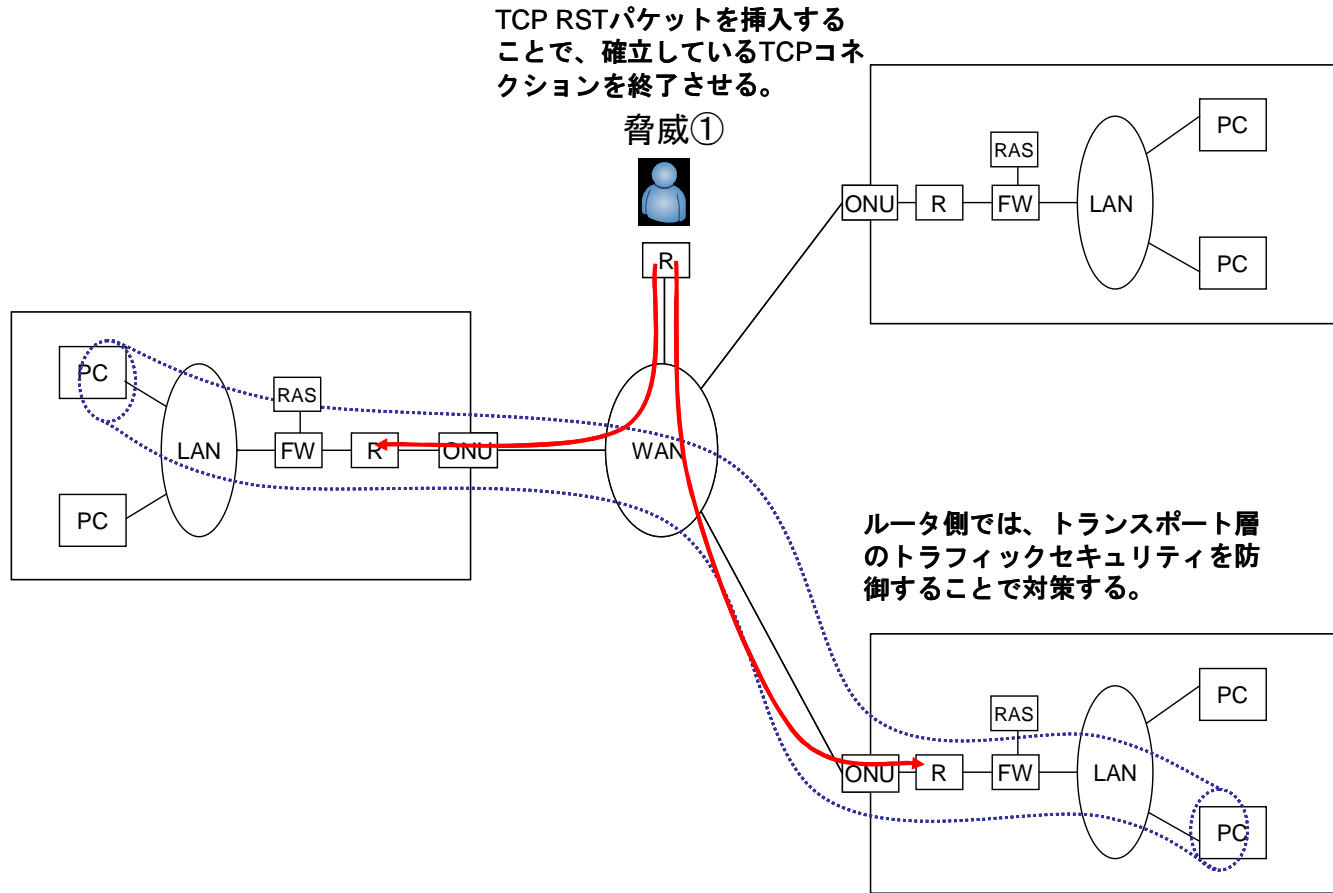 TCP RSTパケットを挿入する
ことで、確立しているTCPコネ
クションを終了させる。
脅威①
R
WAN
PC
PC
LAN
RAS
FW
R
ONU
ONU
R
RAS
FW
LAN
PC
PC
ルータ側では、トランスポート層
のトラフィックセキュリティを防
御することで対策する。
ONU
R
RAS
FW
LAN
PC
PC